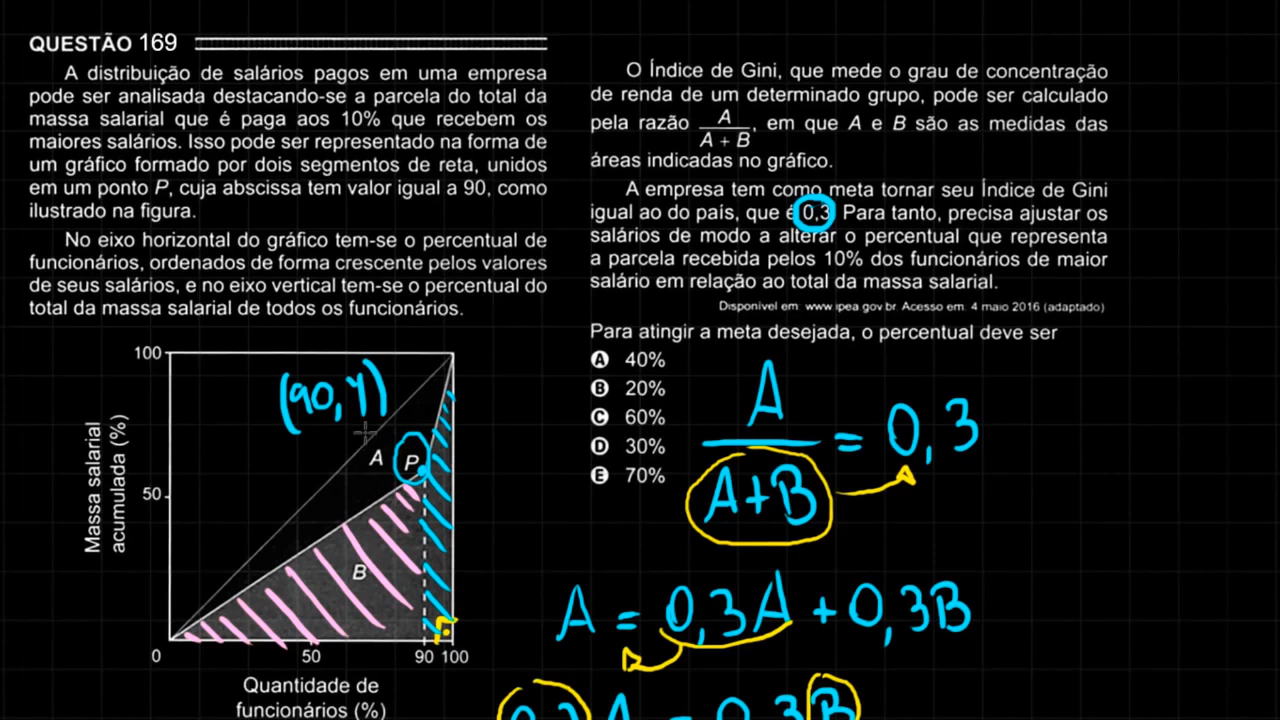 QUESTÃO 169
A distribuição de salários pagos em uma empresa
pode ser analisada destacando-se a parcela do total da
massa salarial que é paga aos 10% que recebem os
maiores salários. Isso pode ser representado na forma de
um gráfico formado por dois segmentos de reta, unidos
em um ponto P, cuja abscissa tem valor igual a 90, como
ilustrado na figura.
No eixo horizontal do gráfico tem-se o percentual de
funcionários, ordenados de forma crescente pelos valores
de seus salários, e no eixo vertical tem-se o percentual do
total da massa salarial de todos os funcionários.
100
(90, Y)
A
P
Massa salarial
acumulada (%)
50
B
0
50
90 100
Quantidade de
funcionários (%)
O Índice de Gini, que mede o grau de concentração
de renda de um determinado grupo, pode ser calculado
pela razão A / A + B, em que A e B são as medidas das
áreas indicadas no gráfico.
A empresa tem como meta tornar seu Índice de Gini
igual ao do país, que é 0,3. Para tanto, precisa ajustar os
salários de modo a alterar o percentual que representa
a parcela recebida pelos 10% dos funcionários de maior
salário em relação ao total da massa salarial.
Disponível em: www.ipea.gov.br. Acesso em: 4 maio 2016 (adaptado)
Para atingir a meta desejada, o percentual deve ser
A 40%
B 20%
C 60%
D 30%
E 70%
A
A+B
= 0,3
A = 0,3A + 0,3B
A = 0,3B